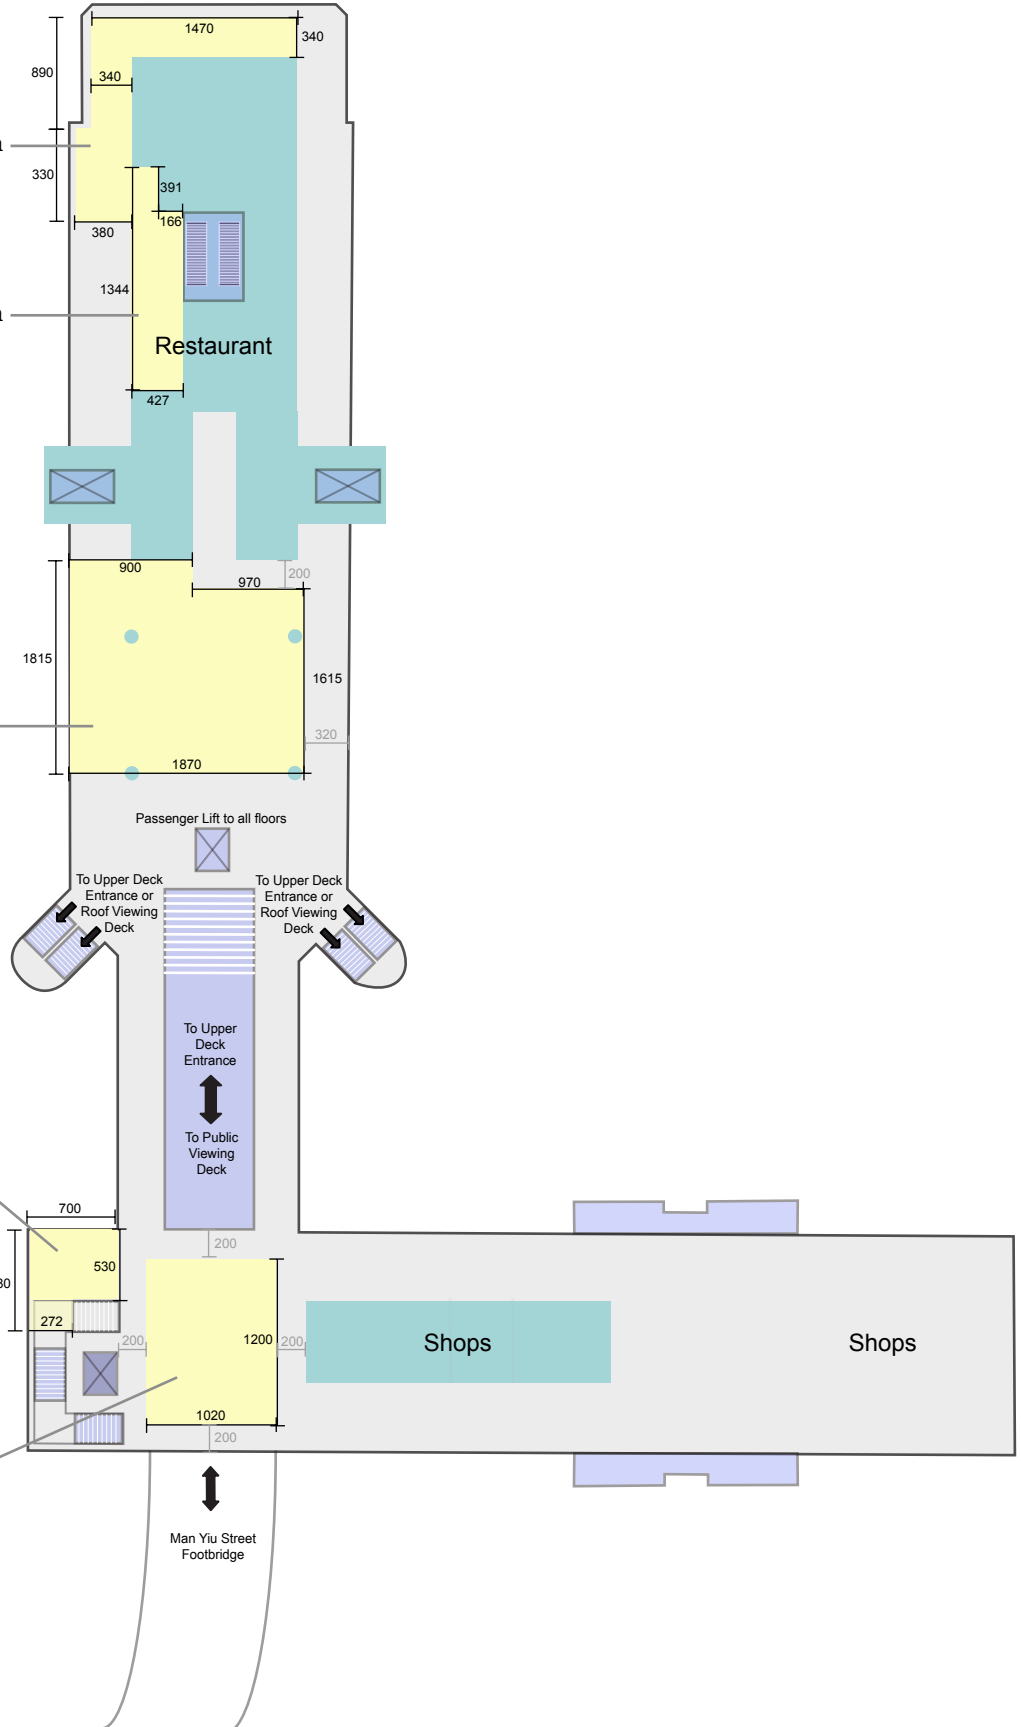 1470
340
890
340
330
391
166
380
1344
Restaurant
427
900
200
970
1815
1615
320
1870
Passenger Lift to all floors
To Upper Deck
Entrance or
Roof Viewing
Deck
To Upper Deck
Entrance or
Roof Viewing
Deck
To Upper
Deck
Entrance
To Public
Viewing
Deck
700
200
530
272
200
1200
200
Shops
Shops
1020
200
Man Yiu Street
Footbridge